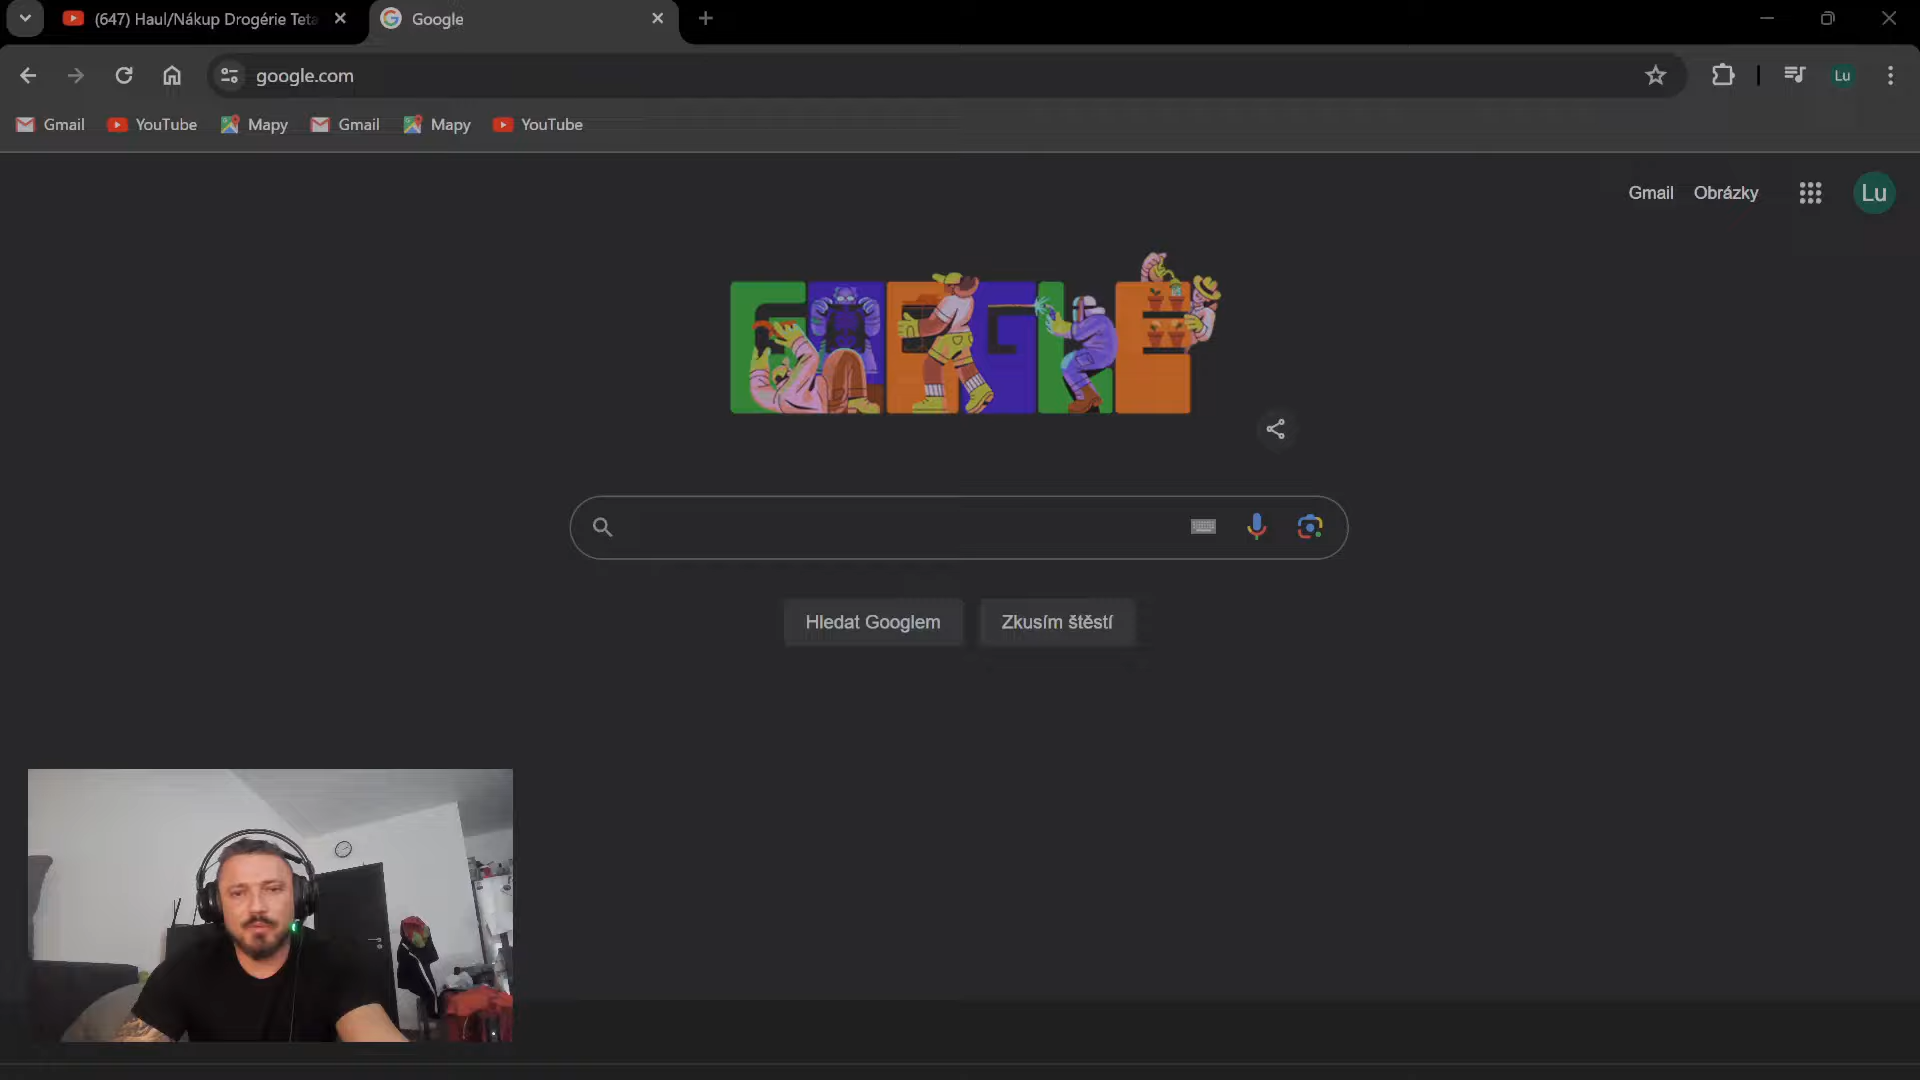 (647) Haul/Nákup Drogérie Teta
Google
google.com
Lu
Gmail
YouTube
Mapy
Gmail
Mapy
YouTube
Gmail
Obrázky
Lu
Hledat Googlem
Zkusím štěstí